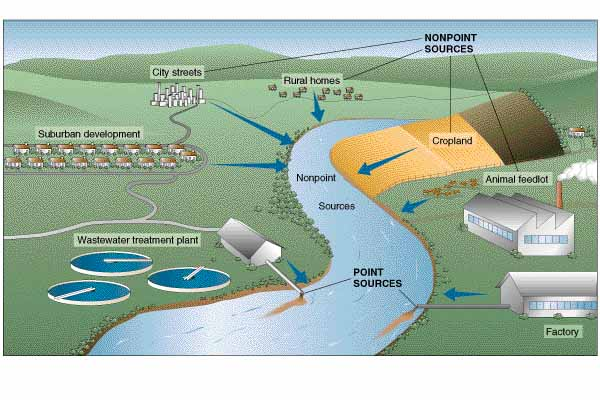 NONPOINT
SOURCES
City streets
Rural homes
Suburban development
Cropland
Nonpoint
Animal feedlot
Sources
Wastewater treatment plant
POINT
SOURCES
Factory